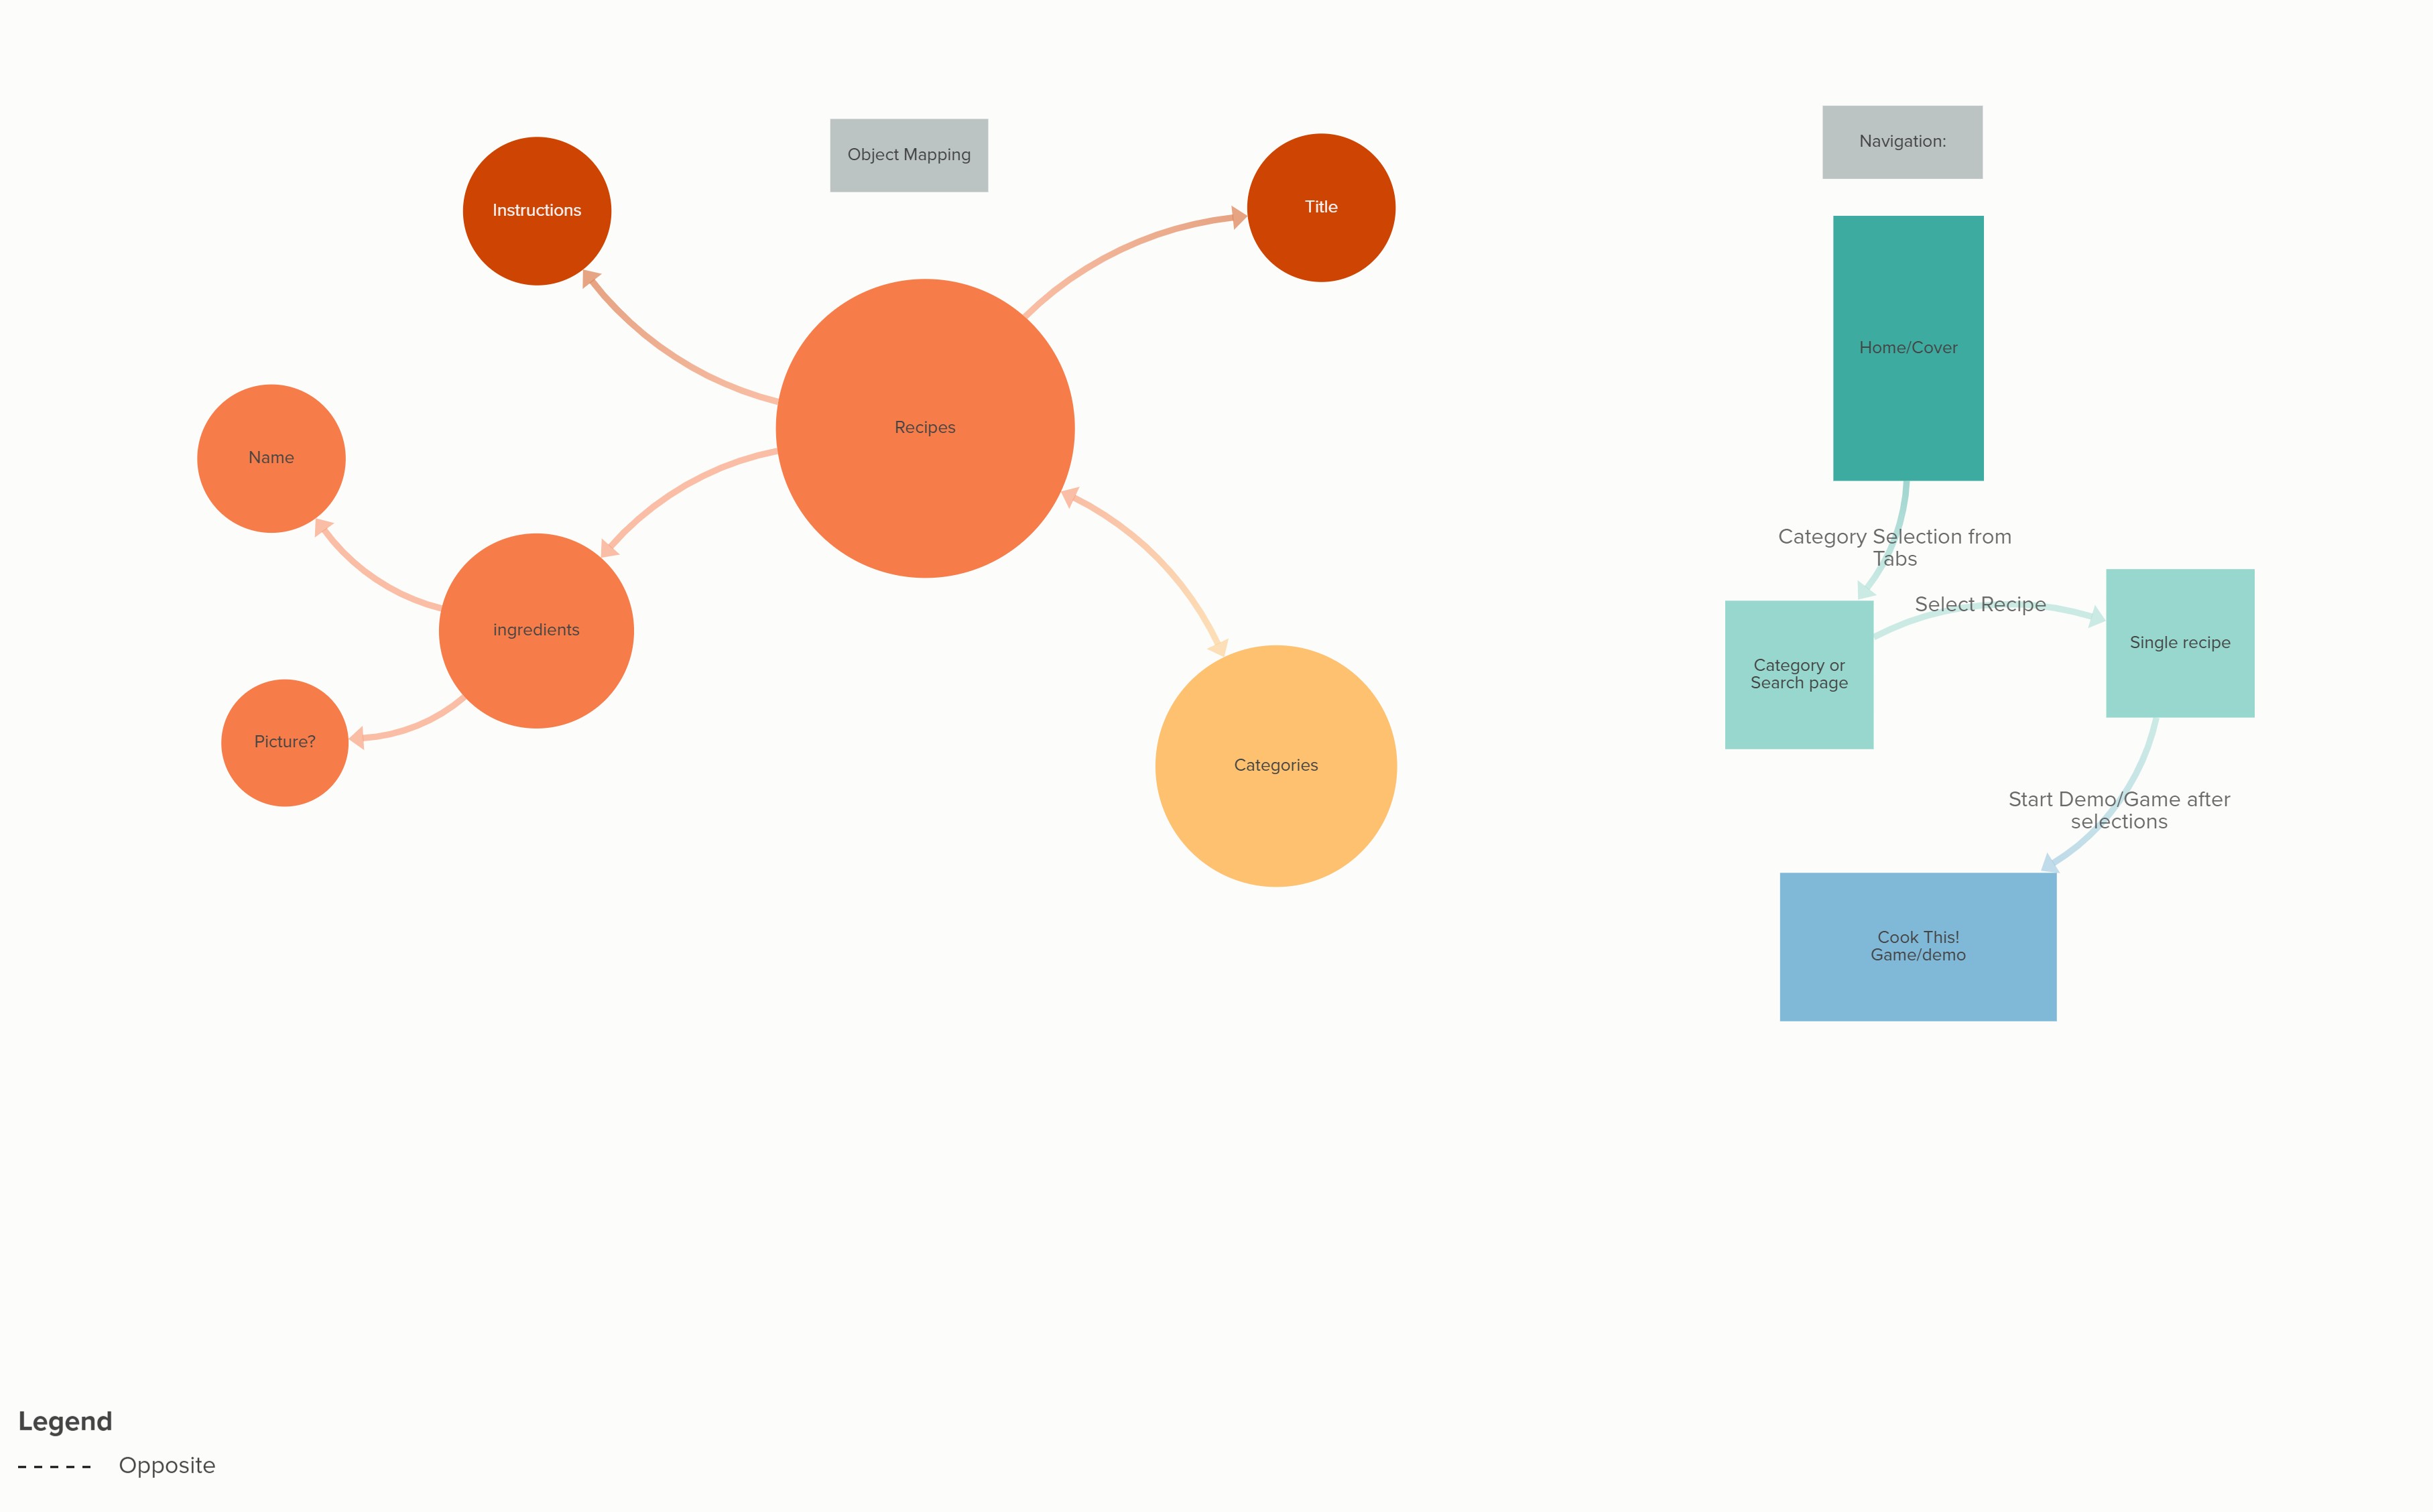 Object Mapping
Instructions
Title
Recipes
Name
ingredients
Picture?
Categories
Navigation:
Home/Cover
Category Selection from
Tabs
Select Recipe
Category or
Search page
Single recipe
Start Demo/Game after
selections
Cook This!
Game/demo
Legend
Opposite